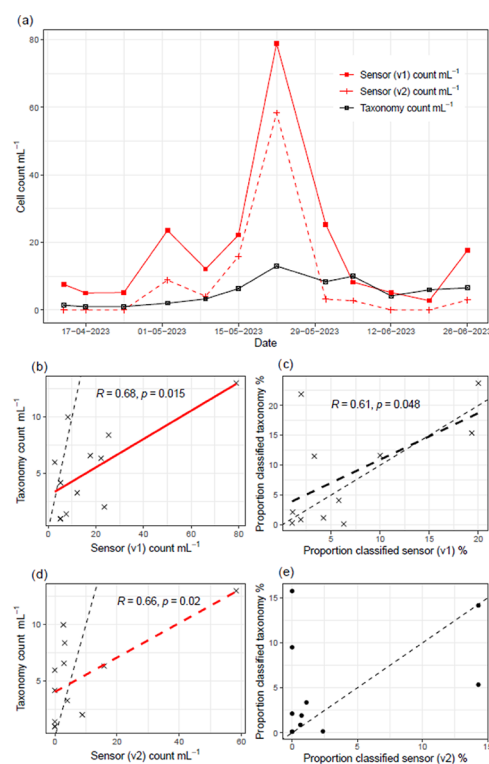 (a)
80
60
40
20
0
Cell count mL⁻¹
Sensor (v1) count mL⁻¹
Sensor (v2) count mL⁻¹
Taxonomy count mL⁻¹
17-04-2023 01-05-2023 15-05-2023 29-05-2023 12-06-2023 26-06-2023
Date
(b)
R = 0.68, p = 0.015
10
5
Taxonomy count mL⁻¹
0 20 40 60 80
Sensor (v1) count mL⁻¹
(c)
R = 0.61, p = 0.048
20
15
10
5
0
Proportion classified taxonomy %
0 5 10 15 20
Proportion classified sensor (v1) %
(d)
R = 0.66, p = 0.02
10
5
Taxonomy count mL⁻¹
0 20 40 60
Sensor (v2) count mL⁻¹
(e)
15
10
5
0
Proportion classified taxonomy %
0 5 10 15
Proportion classified sensor (v2) %